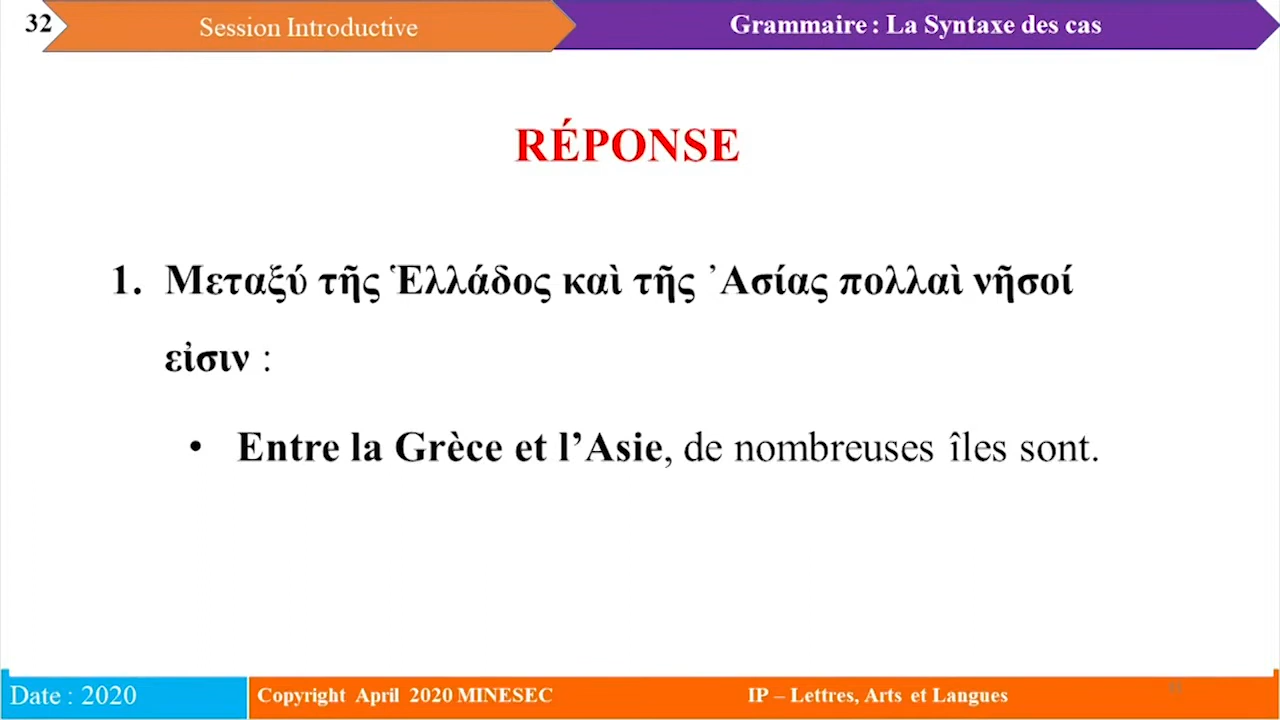 32 Session Introductive Grammaire : La Syntaxe des cas
RÉPONSE
1. Μεταξύ τῆς Ἑλλάδος καὶ τῆς Ἀσίας πολλαὶ νῆσοί
εἰσιν :
• Entre la Grèce et l’Asie, de nombreuses îles sont.
Date : 2020 Copyright April 2020 MINESEC IP – Lettres, Arts et Langues